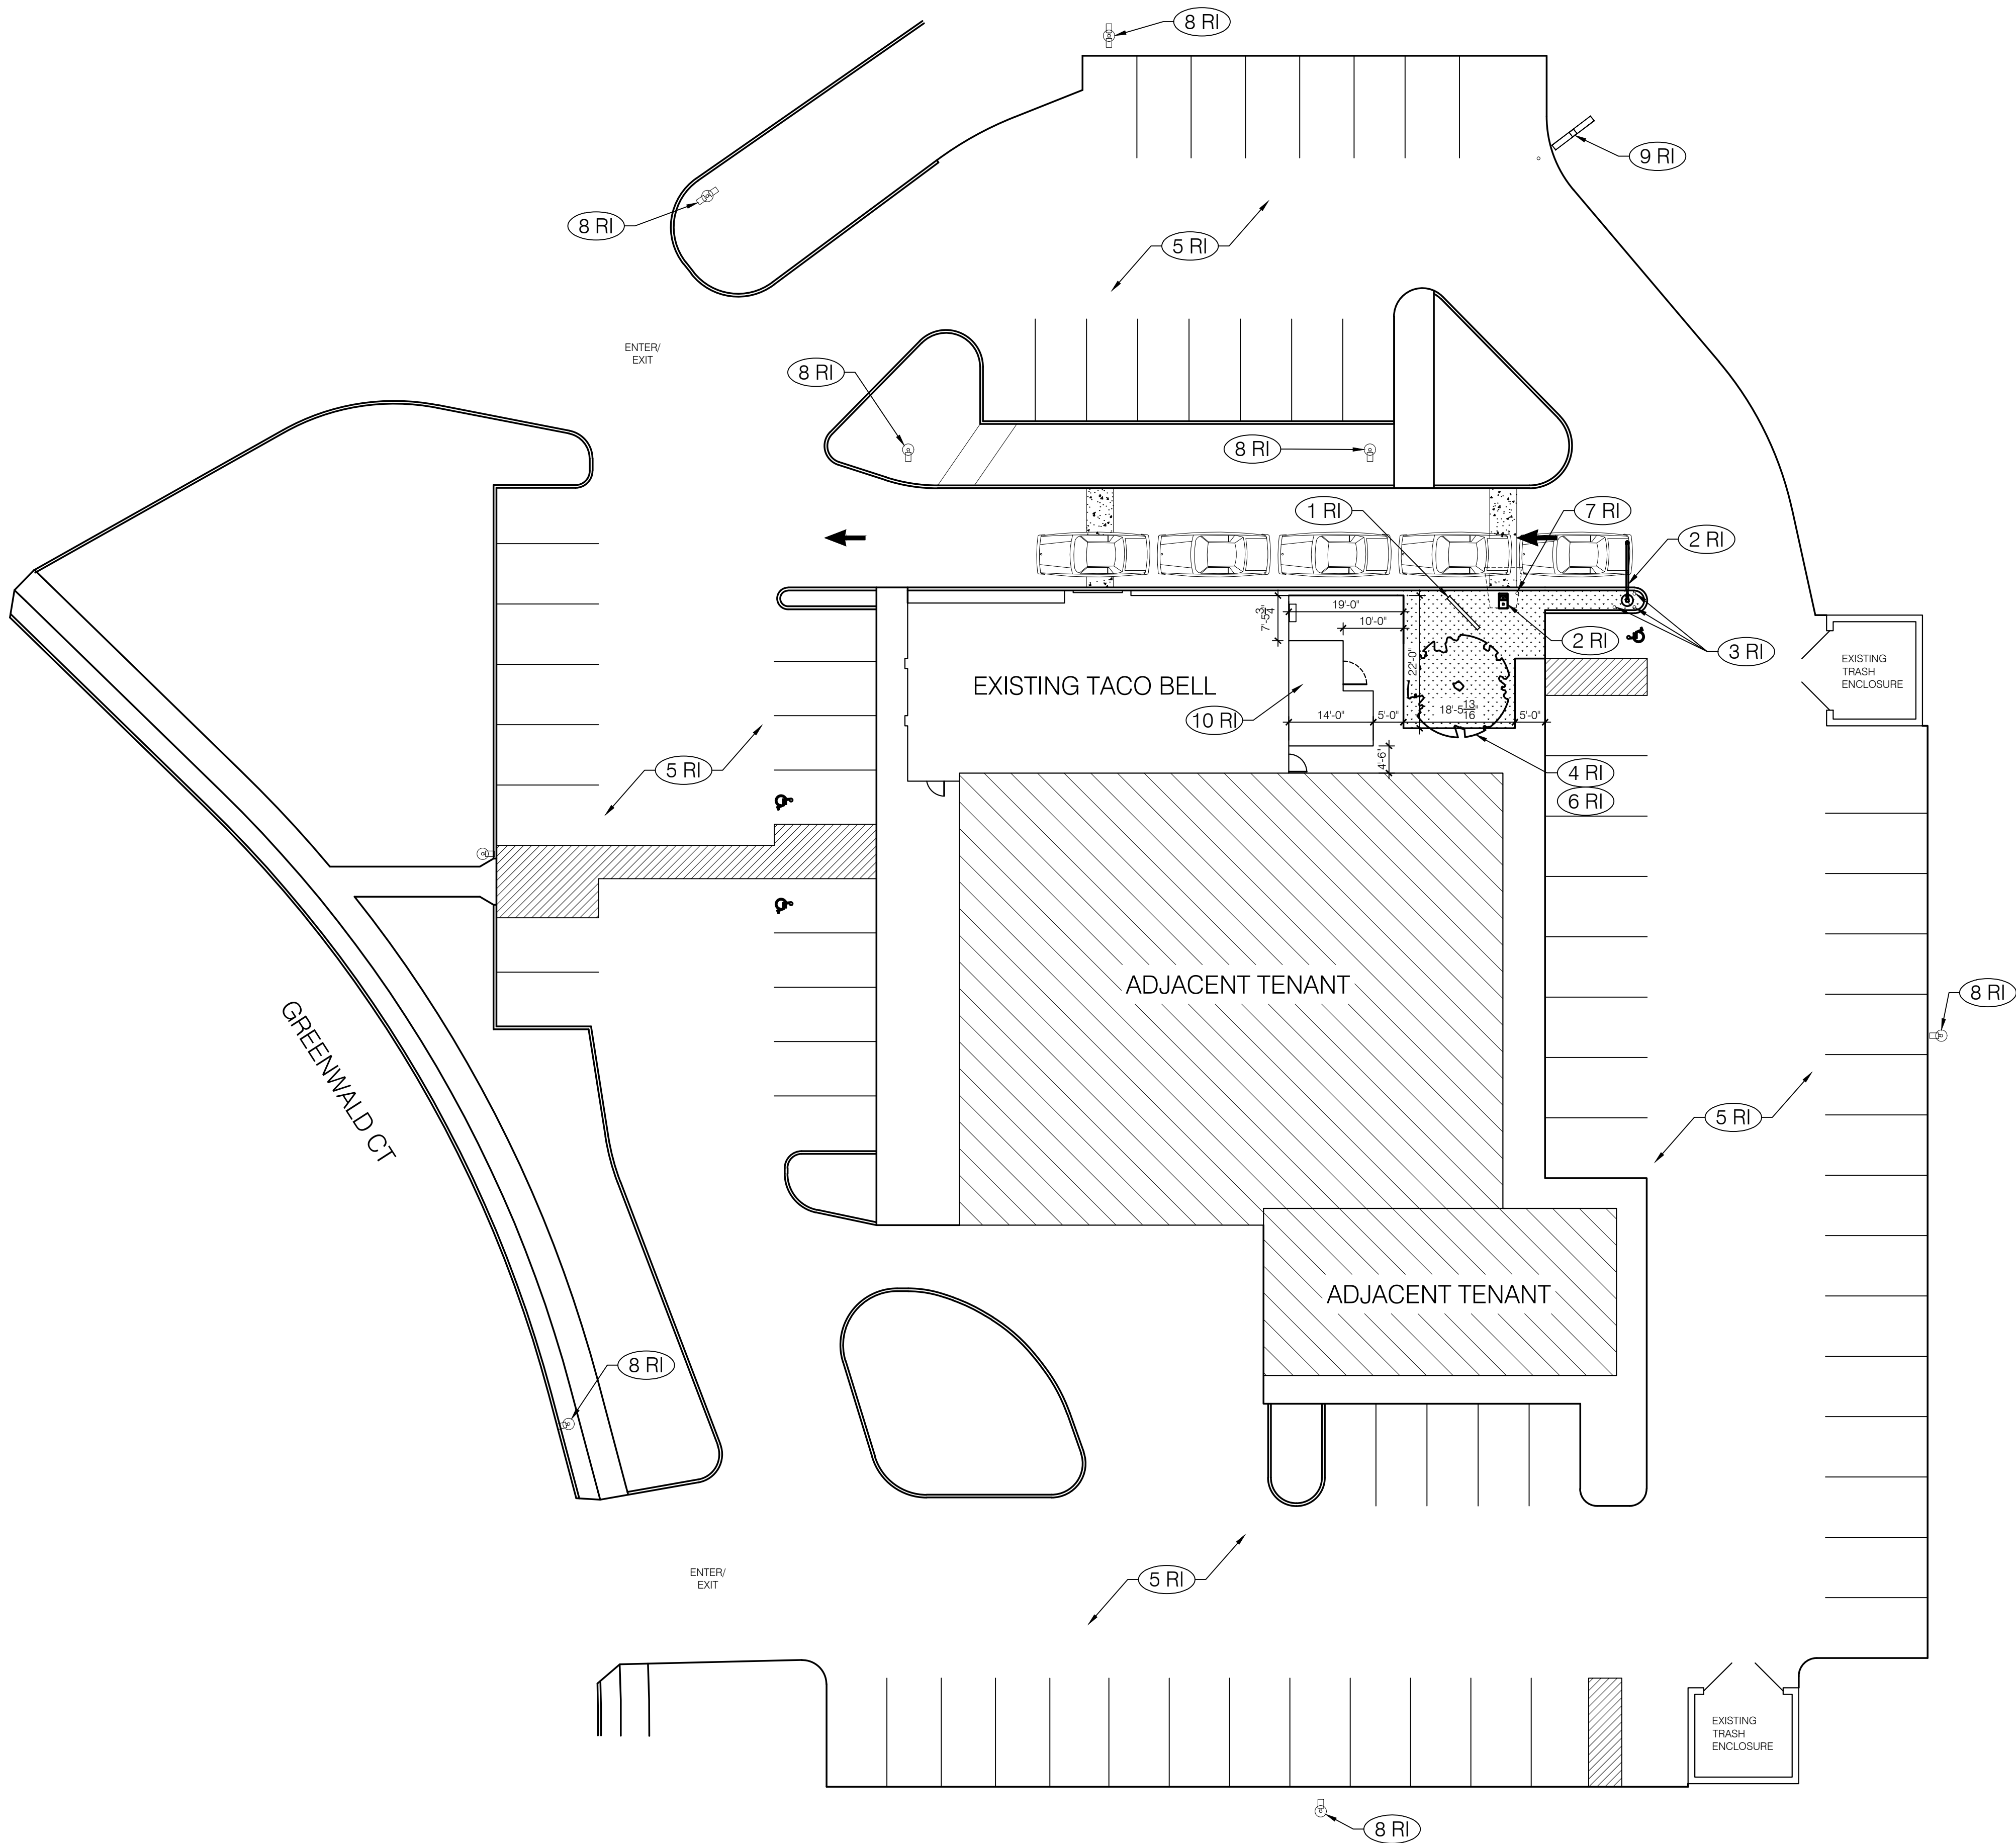 8 RI
9 RI
8 RI
5 RI
ENTER/
EXIT
8 RI
8 RI
1 RI
7 RI
2 RI
7'-5 3/4
19'-0"
10'-0"
22'-0"
2 RI
3 RI
EXISTING
TRASH
ENCLOSURE
EXISTING TACO BELL
10 RI
14'-0"
5'-0"
18'-5 13/16"
5'-0"
4'-6"
5 RI
4 RI
6 RI
ADJACENT TENANT
8 RI
GREENWALD CT
5 RI
ADJACENT TENANT
8 RI
ENTER/
EXIT
5 RI
EXISTING
TRASH
ENCLOSURE
8 RI